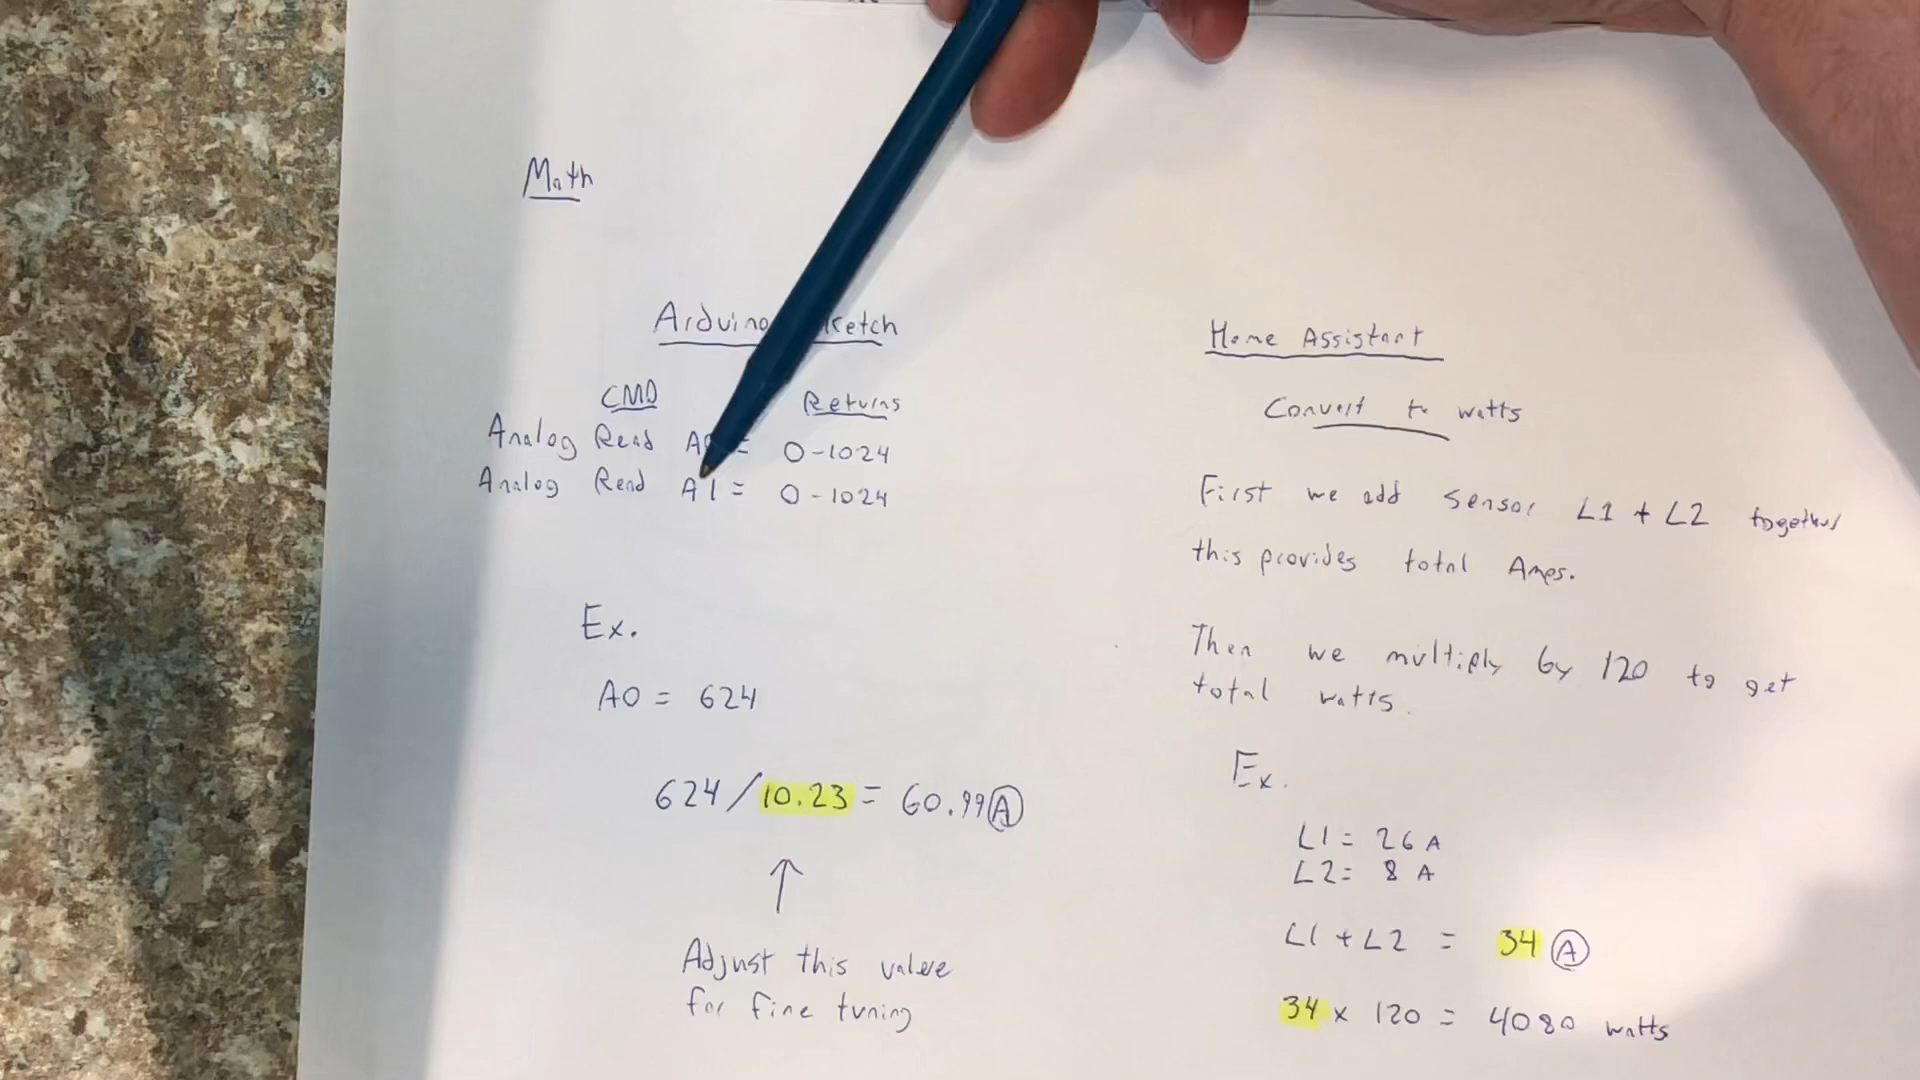 Math
Arduino Sketch
CMD Returns
Analog Read A0 = 0-1024
Analog Read A1 = 0-1024
Ex.
A0 = 624
624 / 10.23 = 60.99 A
Adjust this value
for fine tuning
Home Assistant
Convert to watts
First we add sensor L1 + L2 together
this provides total Amps.
Then we multiply by 120 to get
total watts.
Ex.
L1 = 26 A
L2 = 8 A
L1 + L2 = 34 A
34 x 120 = 4080 watts